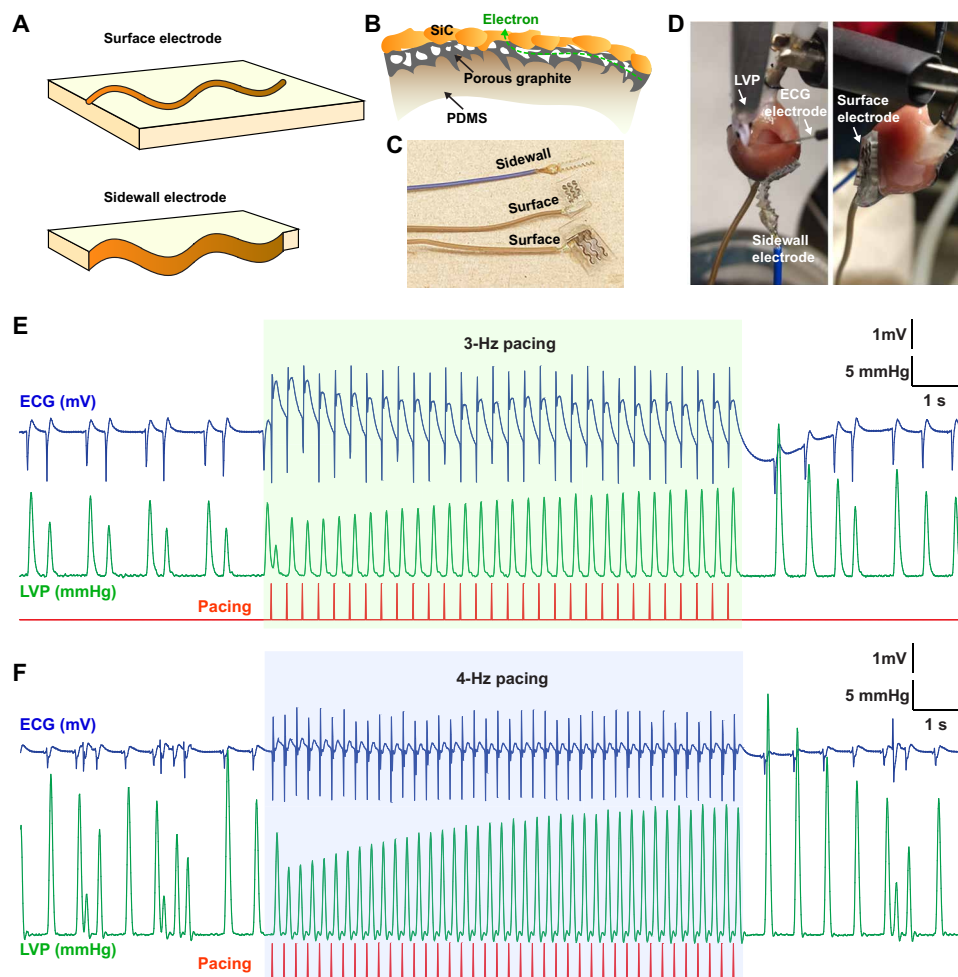 A
Surface electrode
Sidewall electrode
B
Electron
SiC
Porous graphite
PDMS
C
Sidewall
Surface
Surface
D
LVP
ECG
electrode
Sidewall
electrode
Surface
electrode
E
3-Hz pacing
1mV
5 mmHg
1 s
ECG (mV)
LVP (mmHg)
Pacing
F
4-Hz pacing
1mV
5 mmHg
1 s
ECG (mV)
LVP (mmHg)
Pacing